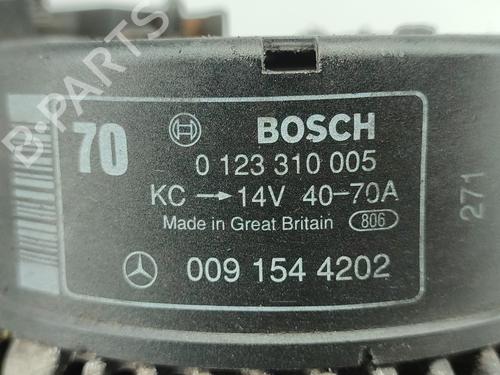 70 BOSCH
0 123 310 005
KC → 14V 40-70A
Made in Great Britain 806
009 154 4202
271
B-PARTS